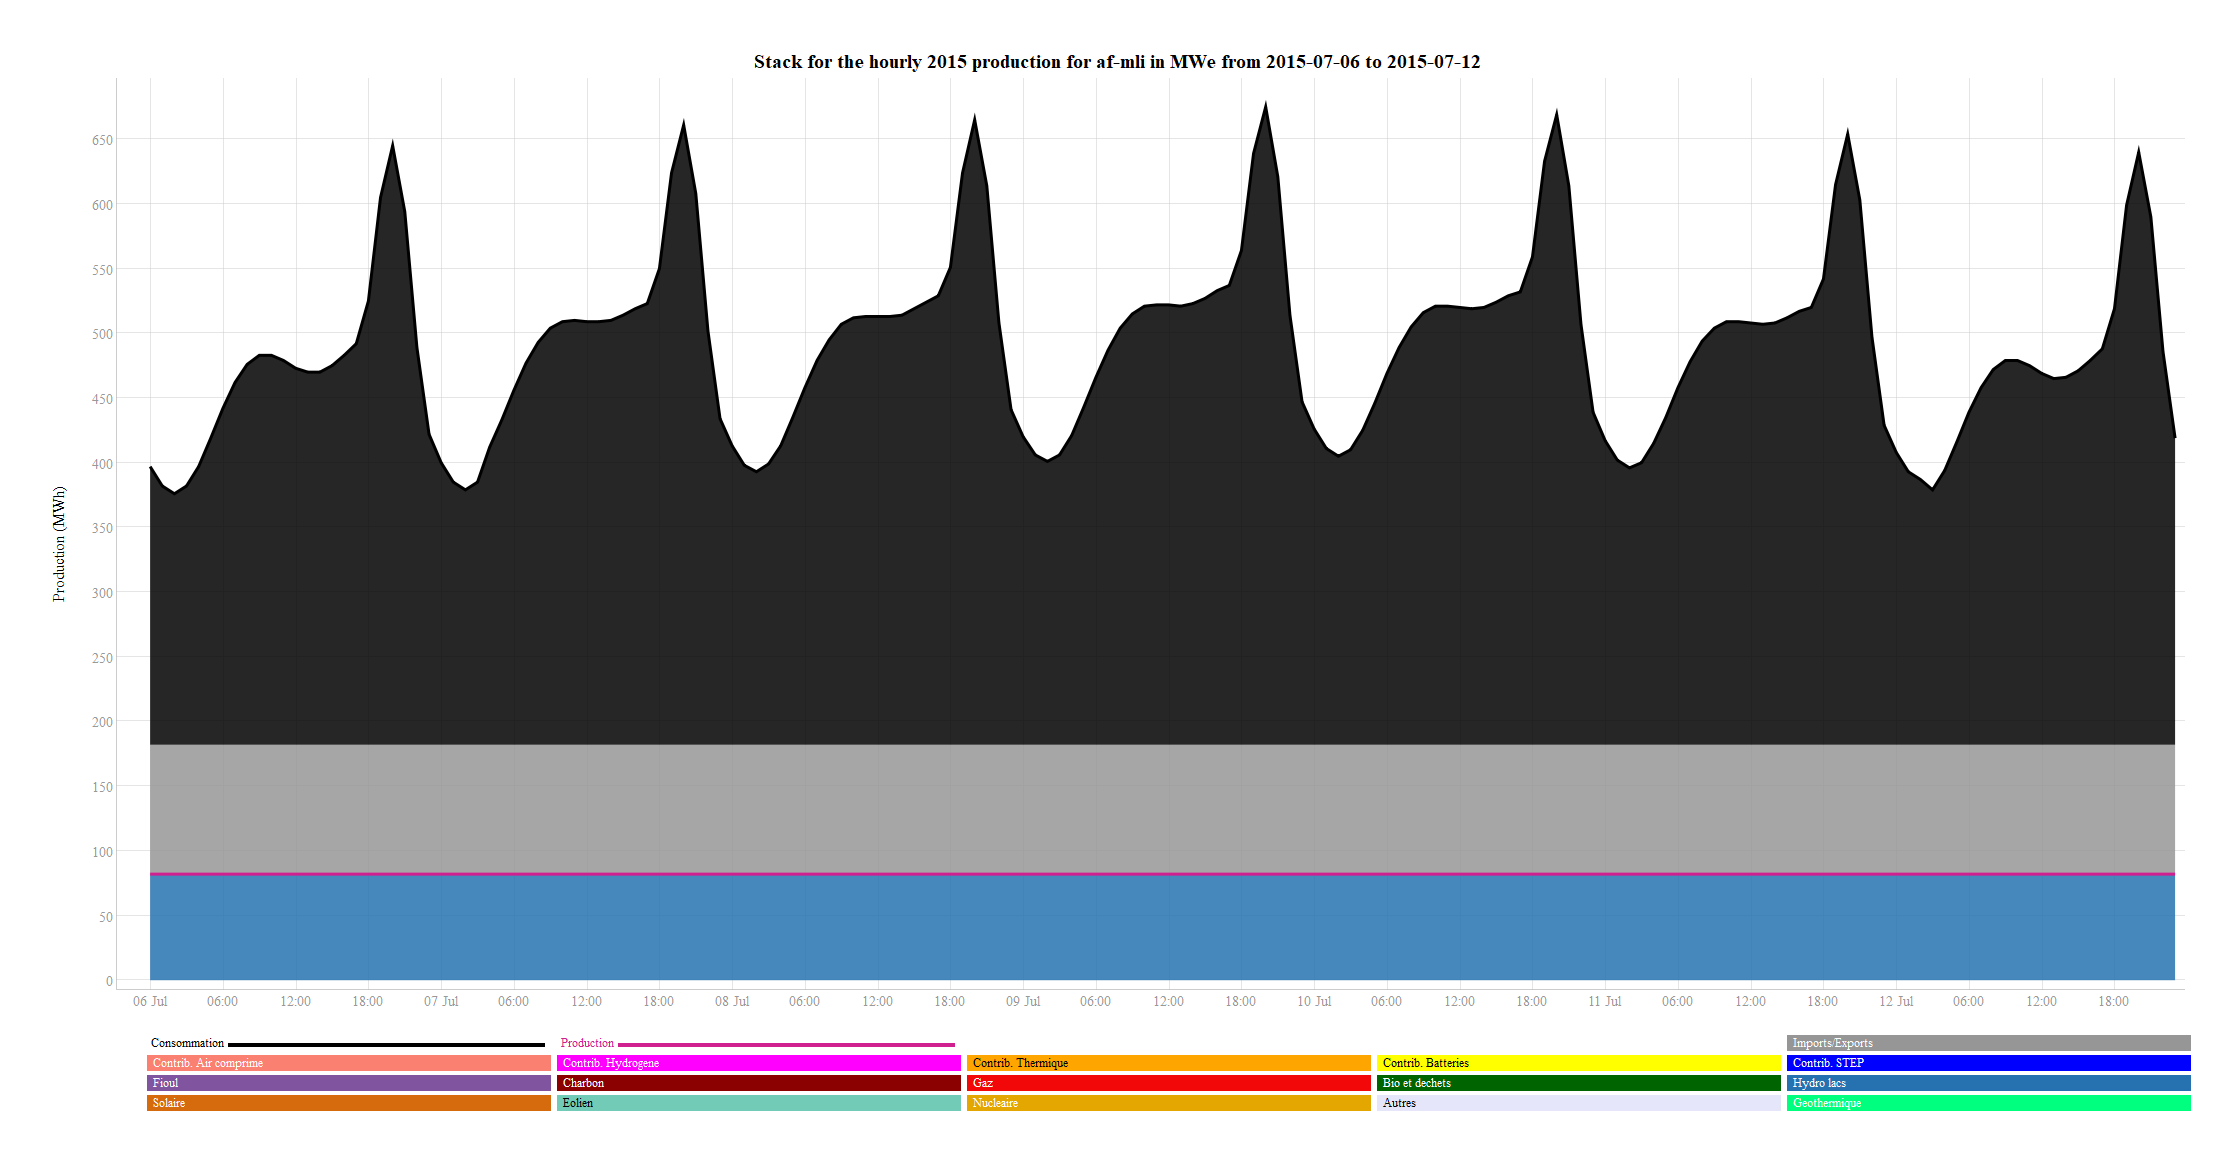 Stack for the hourly 2015 production for af-mli in MWe from 2015-07-06 to 2015-07-12
650
600
550
500
450
400
350
300
250
200
150
100
50
0
Production (MWh)
06 Jul 06:00 12:00 18:00 07 Jul 06:00 12:00 18:00 08 Jul 06:00 12:00 18:00 09 Jul 06:00 12:00 18:00 10 Jul 06:00 12:00 18:00 11 Jul 06:00 12:00 18:00 12 Jul 06:00 12:00 18:00
Consommation Production Imports/Exports
Contrib. Air comprime Contrib. Hydrogene Contrib. Thermique Contrib. Batteries Contrib. STEP
Fioul Charbon Gaz Bio et dechets Hydro lacs
Solaire Eolien Nucleaire Autres Geothermique